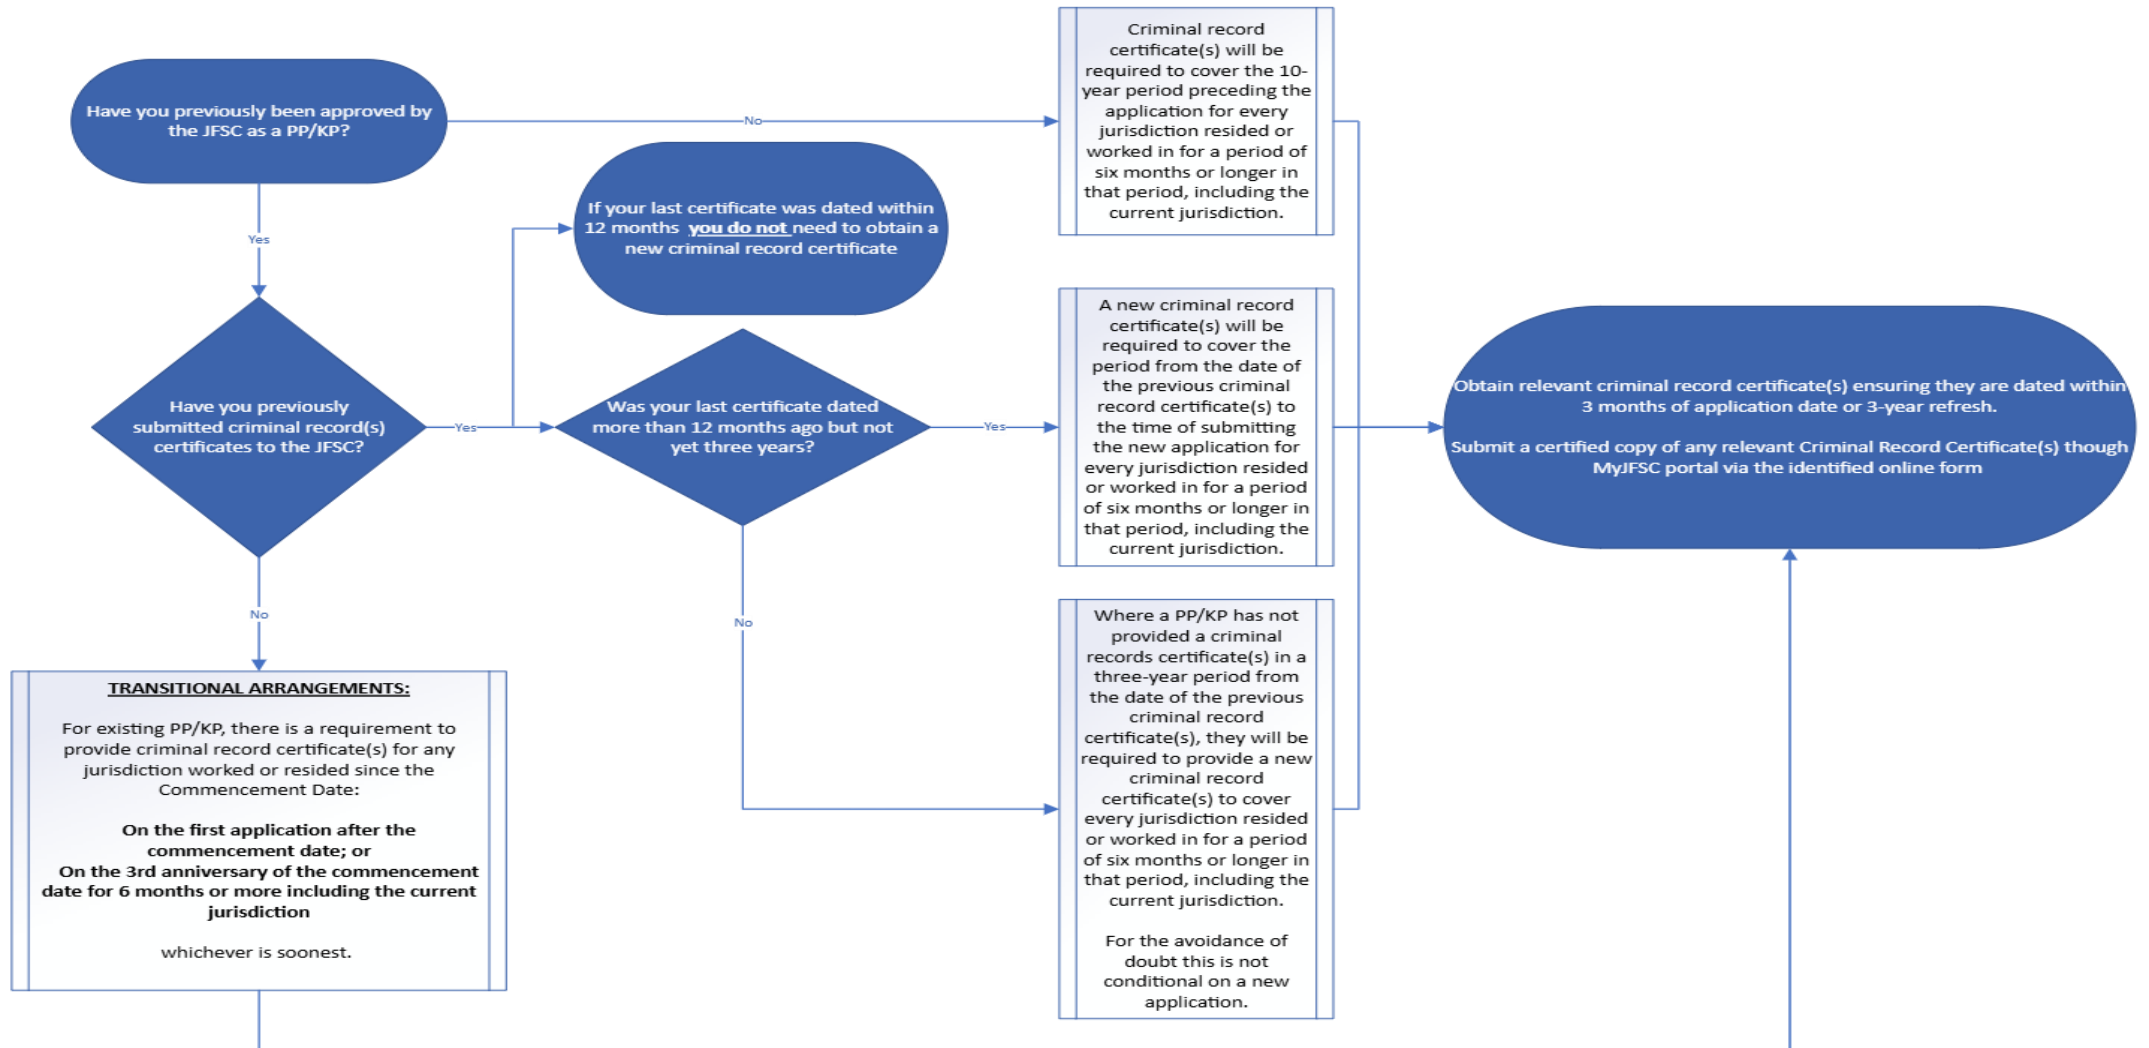 Have you previously been approved by
the JFSC as a PP/KP?
No
Criminal record
certificate(s) will be
required to cover the 10-
year period preceding the
application for every
jurisdiction resided or
worked in for a period of
six months or longer in
that period, including the
current jurisdiction.
Yes
If your last certificate was dated within
12 months you do not need to obtain a
new criminal record certificate
Have you previously
submitted criminal record(s)
certificates to the JFSC?
Yes
Was your last certificate dated
more than 12 months ago but not
yet three years?
Yes
A new criminal record
certificate(s) will be
required to cover the
period from the date of
the previous criminal
record certificate(s) to
the time of submitting
the new application for
every jurisdiction resided
or worked in for a period
of six months or longer in
that period, including the
current jurisdiction.
Obtain relevant criminal record certificate(s) ensuring they are dated within
3 months of application date or 3-year refresh.
Submit a certified copy of any relevant Criminal Record Certificate(s) though
MyJFSC portal via the identified online form
No
No
Where a PP/KP has not
provided a criminal
records certificate(s) in a
three-year period from
the date of the previous
criminal record
certificate(s), they will be
required to provide a new
criminal record
certificate(s) to cover
every jurisdiction resided
or worked in for a period
of six months or longer in
that period, including the
current jurisdiction.
For the avoidance of
doubt this is not
conditional on a new
application.
TRANSITIONAL ARRANGEMENTS:
For existing PP/KP, there is a requirement to
provide criminal record certificate(s) for any
jurisdiction worked or resided since the
Commencement Date:
On the first application after the
commencement date; or
On the 3rd anniversary of the commencement
date for 6 months or more including the current
jurisdiction
whichever is soonest.